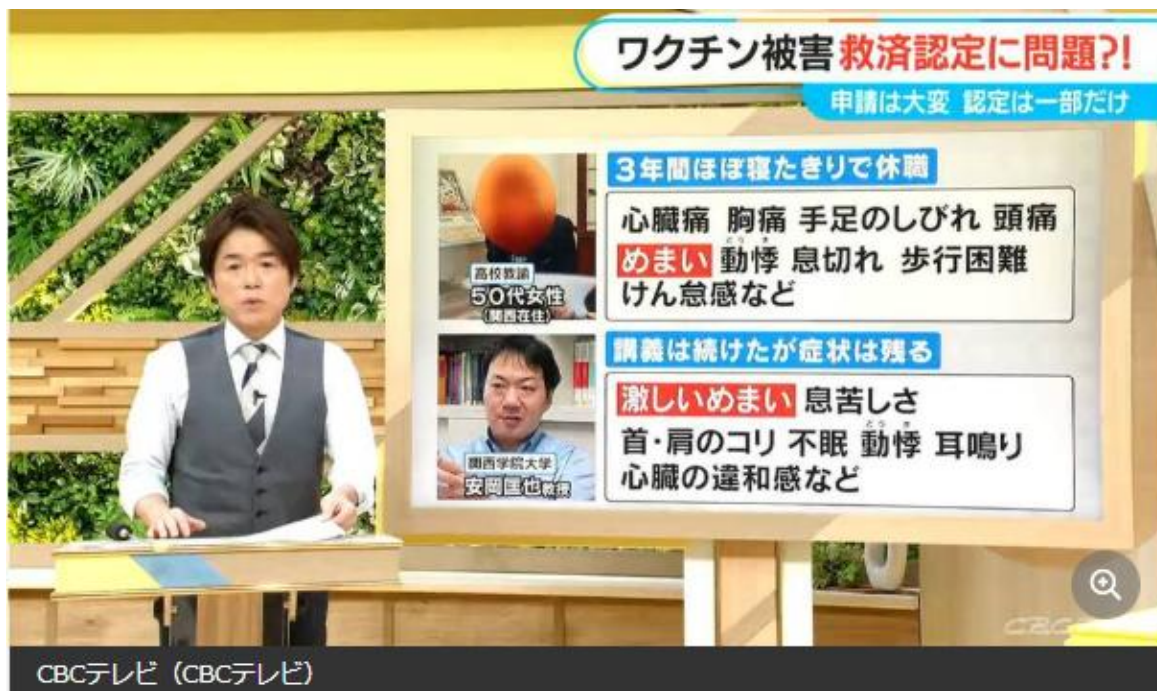 ワクチン被害救済認定に問題?!
申請は大変 認定は一部だけ
3年間ほぼ寝たきりで休職
心臓痛 胸痛 手足のしびれ 頭痛
めまい 動悸 息切れ 歩行困難
けん怠感など
高校教諭
50代女性
(関西在住)
講義は続けたが症状は残る
激しいめまい 息苦しさ
首・肩のコリ 不眠 動悸 耳鳴り
心臓の違和感など
関西学院大学
安岡匡也教授
CBC
CBCテレビ(CBCテレビ)